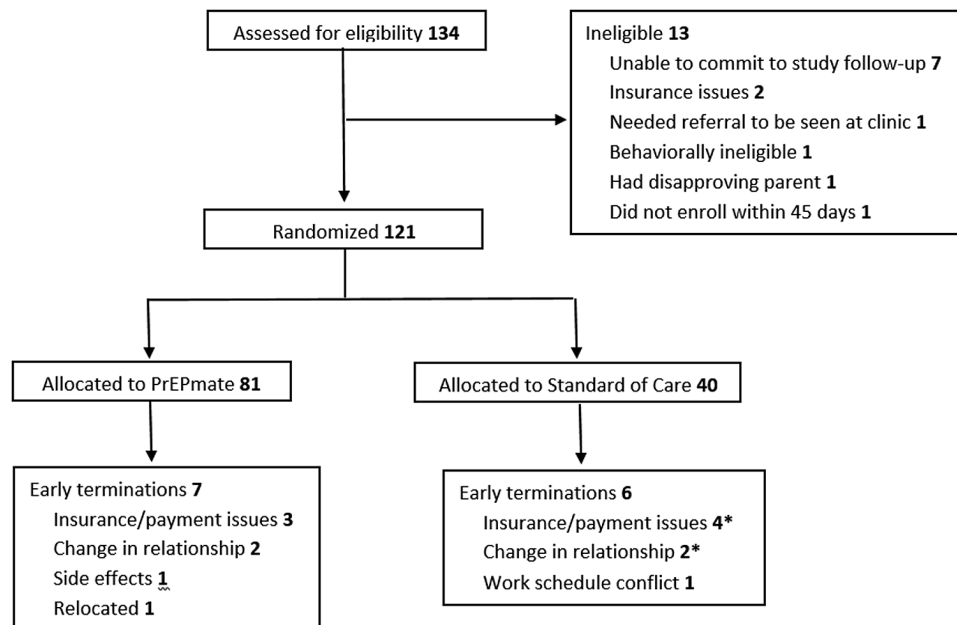 Assessed for eligibility 134
Ineligible 13
Unable to commit to study follow-up 7
Insurance issues 2
Needed referral to be seen at clinic 1
Behaviorally ineligible 1
Had disapproving parent 1
Did not enroll within 45 days 1
Randomized 121
Allocated to PrEPmate 81
Allocated to Standard of Care 40
Early terminations 7
Insurance/payment issues 3
Change in relationship 2
Side effects 1
Relocated 1
Early terminations 6
Insurance/payment issues 4*
Change in relationship 2*
Work schedule conflict 1